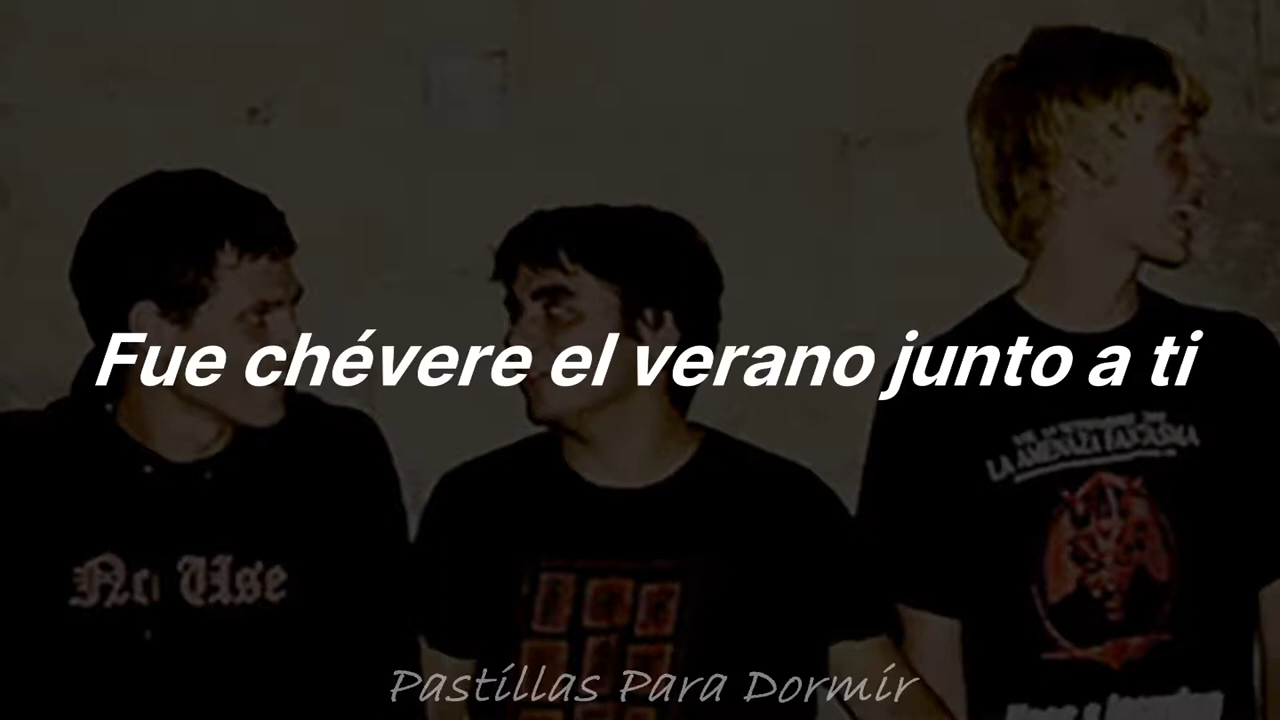 Fue chévere el verano junto a ti
LA AMENAZA FANTASMA
No Use
Pastillas Para Dormir